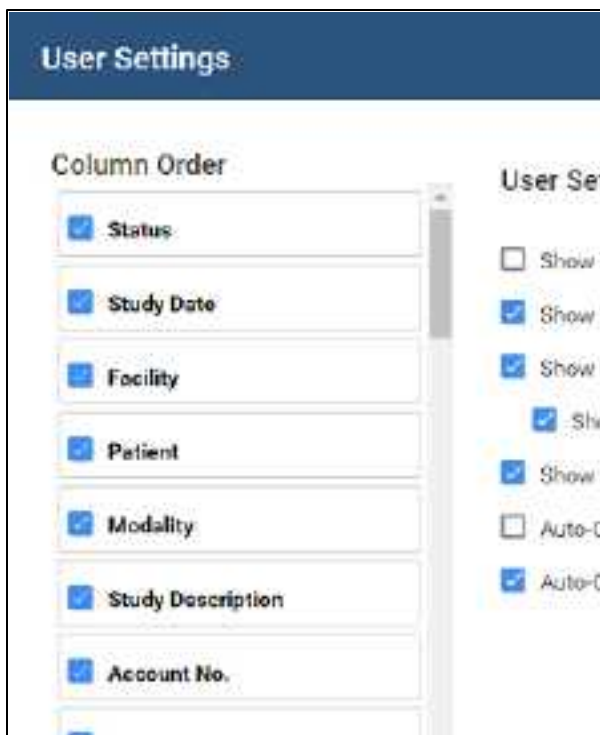 User Settings
Column Order
Status
Study Date
Facility
Patient
Modality
Study Description
Account No.
User Se
Show
Show
Show
Sh
Show
Auto-
Auto-